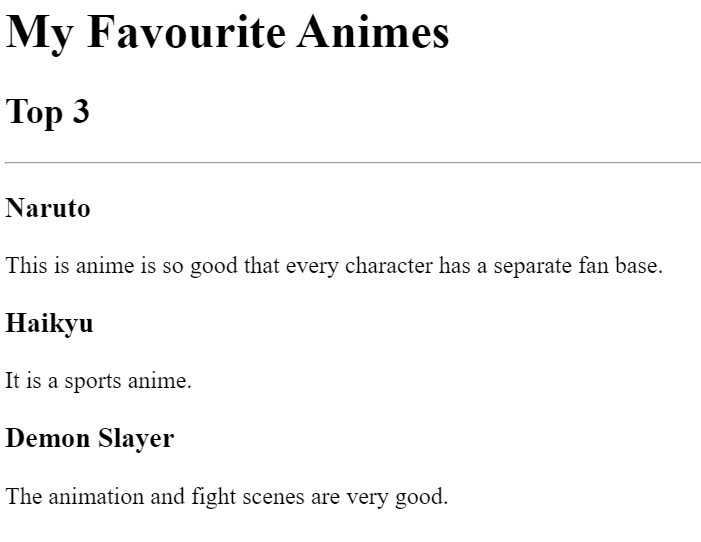 My Favourite Animes
Top 3
Naruto
This is anime is so good that every character has a separate fan base.
Haikyu
It is a sports anime.
Demon Slayer
The animation and fight scenes are very good.